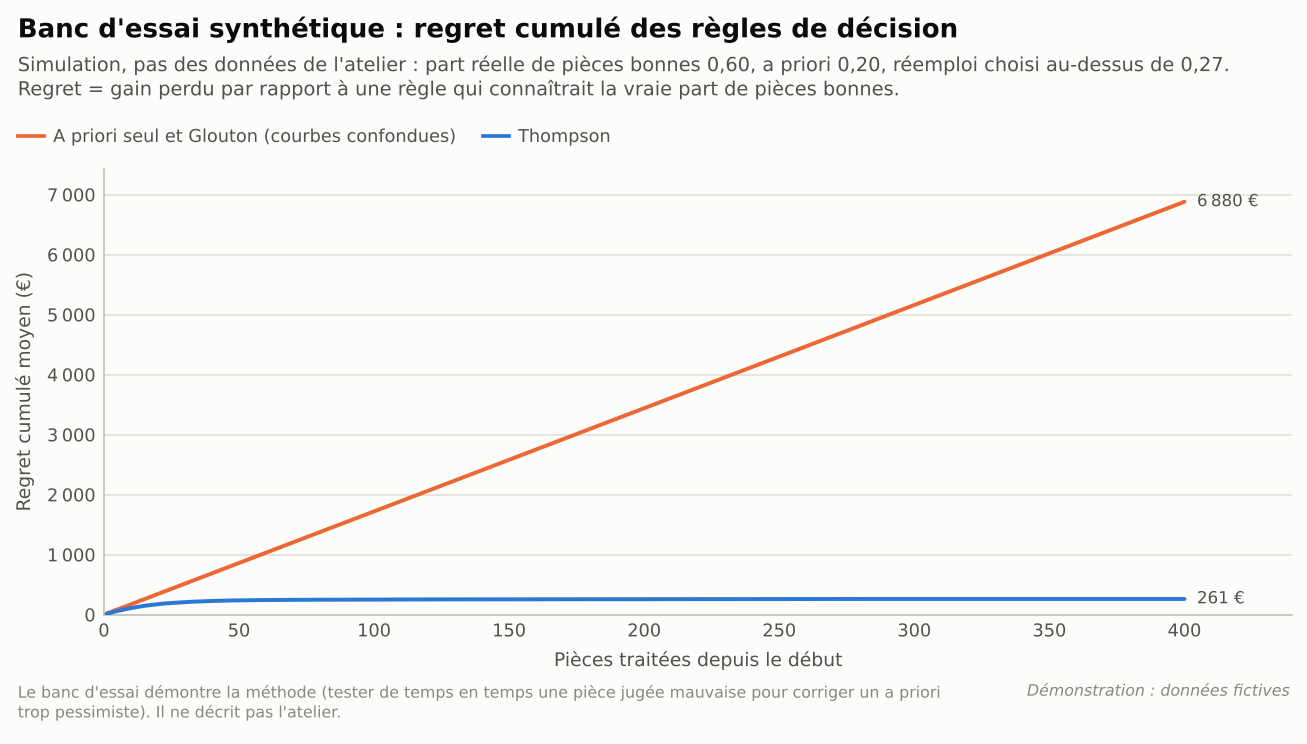 Banc d'essai synthétique : regret cumulé des règles de décision
Simulation, pas des données de l'atelier : part réelle de pièces bonnes 0,60, a priori 0,20, réemploi choisi au-dessus de 0,27.
Regret = gain perdu par rapport à une règle qui connaîtrait la vraie part de pièces bonnes.
A priori seul et Glouton (courbes confondues)
Thompson
Regret cumulé moyen (€)
7 000
6 000
5 000
4 000
3 000
2 000
1 000
0
6 880 €
261 €
0 50 100 150 200 250 300 350 400
Pièces traitées depuis le début
Le banc d'essai démontre la méthode (tester de temps en temps une pièce jugée mauvaise pour corriger un a priori
trop pessimiste). Il ne décrit pas l'atelier.
Démonstration : données fictives